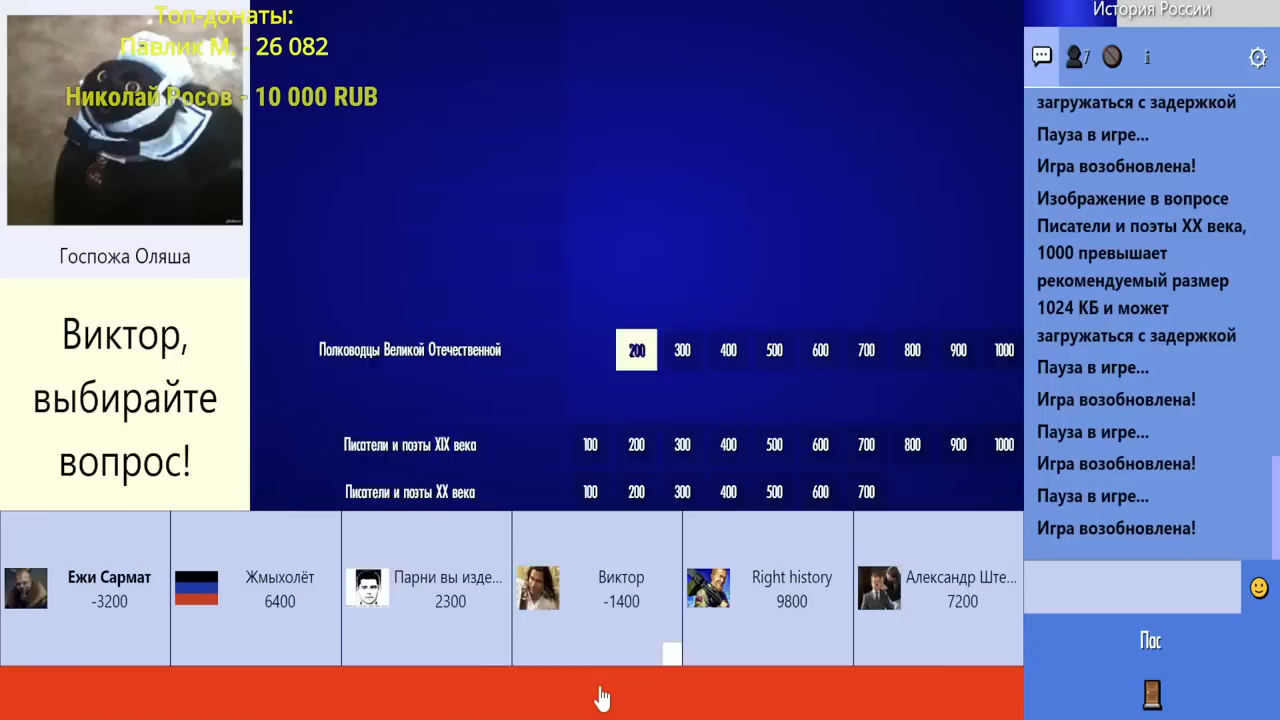 Топ-донаты:
Павлик М. - 26 082
Николай Росов - 10 000 RUB
Госпожа Оляша
Виктор,
выбирайте
вопрос!
Полководцы Великой Отечественной
200 300 400 500 600 700 800 900 1000
Писатели и поэты XIX века
100 200 300 400 500 600 700 800 900 1000
Писатели и поэты XX века
100 200 300 400 500 600 700
Ежи Сармат
-3200
Жмыхолёт
6400
Парни вы изде...
2300
Виктор
-1400
Right history
9800
Александр Ште...
7200
История России
7
i
загружаться с задержкой
Пауза в игре...
Игра возобновлена!
Изображение в вопросе
Писатели и поэты XX века,
1000 превышает
рекомендуемый размер
1024 КБ и может
загружаться с задержкой
Пауза в игре...
Игра возобновлена!
Пауза в игре...
Игра возобновлена!
Пауза в игре...
Игра возобновлена!
Пас